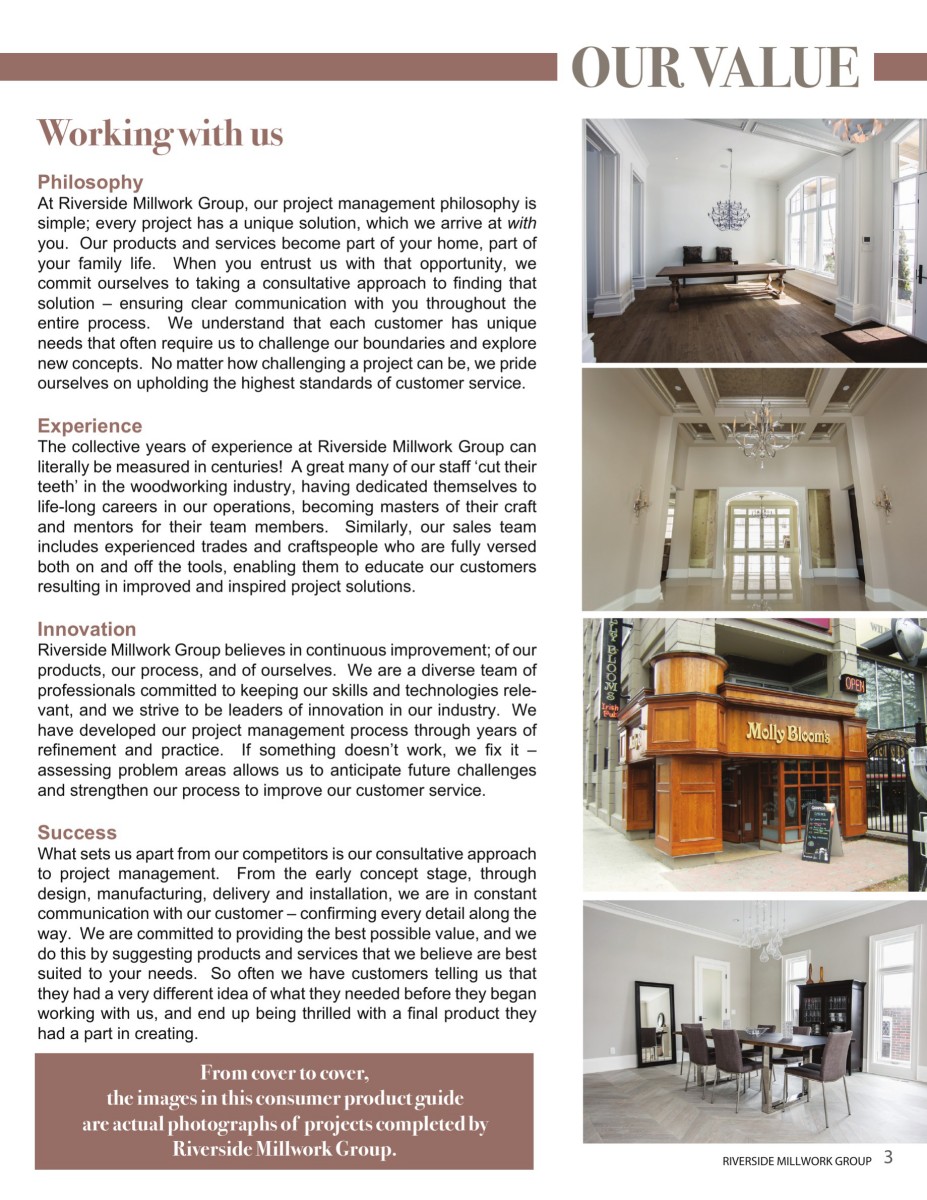 OUR VALUE
Working with us
Philosophy
At Riverside Millwork Group, our project management philosophy is
simple; every project has a unique solution, which we arrive at with
you.  Our products and services become part of your home, part of
your family life.  When you entrust us with that opportunity, we
commit ourselves to taking a consultative approach to finding that
solution – ensuring clear communication with you throughout the
entire process.  We understand that each customer has unique
needs that often require us to challenge our boundaries and explore
new concepts.  No matter how challenging a project can be, we pride
ourselves on upholding the highest standards of customer service.
Experience
The collective years of experience at Riverside Millwork Group can
literally be measured in centuries!  A great many of our staff ‘cut their
teeth’ in the woodworking industry, having dedicated themselves to
life-long careers in our operations, becoming masters of their craft
and mentors for their team members.  Similarly, our sales team
includes experienced trades and craftspeople who are fully versed
both on and off the tools, enabling them to educate our customers
resulting in improved and inspired project solutions.
Innovation
Riverside Millwork Group believes in continuous improvement; of our
products, our process, and of ourselves.  We are a diverse team of
professionals committed to keeping our skills and technologies rele-
vant, and we strive to be leaders of innovation in our industry.  We
have developed our project management process through years of
refinement and practice.  If something doesn’t work, we fix it –
assessing problem areas allows us to anticipate future challenges
and strengthen our process to improve our customer service.
Success
What sets us apart from our competitors is our consultative approach
to project management.  From the early concept stage, through
design, manufacturing, delivery and installation, we are in constant
communication with our customer – confirming every detail along the
way.  We are committed to providing the best possible value, and we
do this by suggesting products and services that we believe are best
suited to your needs.  So often we have customers telling us that
they had a very different idea of what they needed before they began
working with us, and end up being thrilled with a final product they
had a part in creating.
From cover to cover,
the images in this consumer product guide
are actual photographs of projects completed by
Riverside Millwork Group.
LY BLOOM'S
Irish
Pub
OPEN
Molly Bloom's
RIVERSIDE MILLWORK GROUP 3